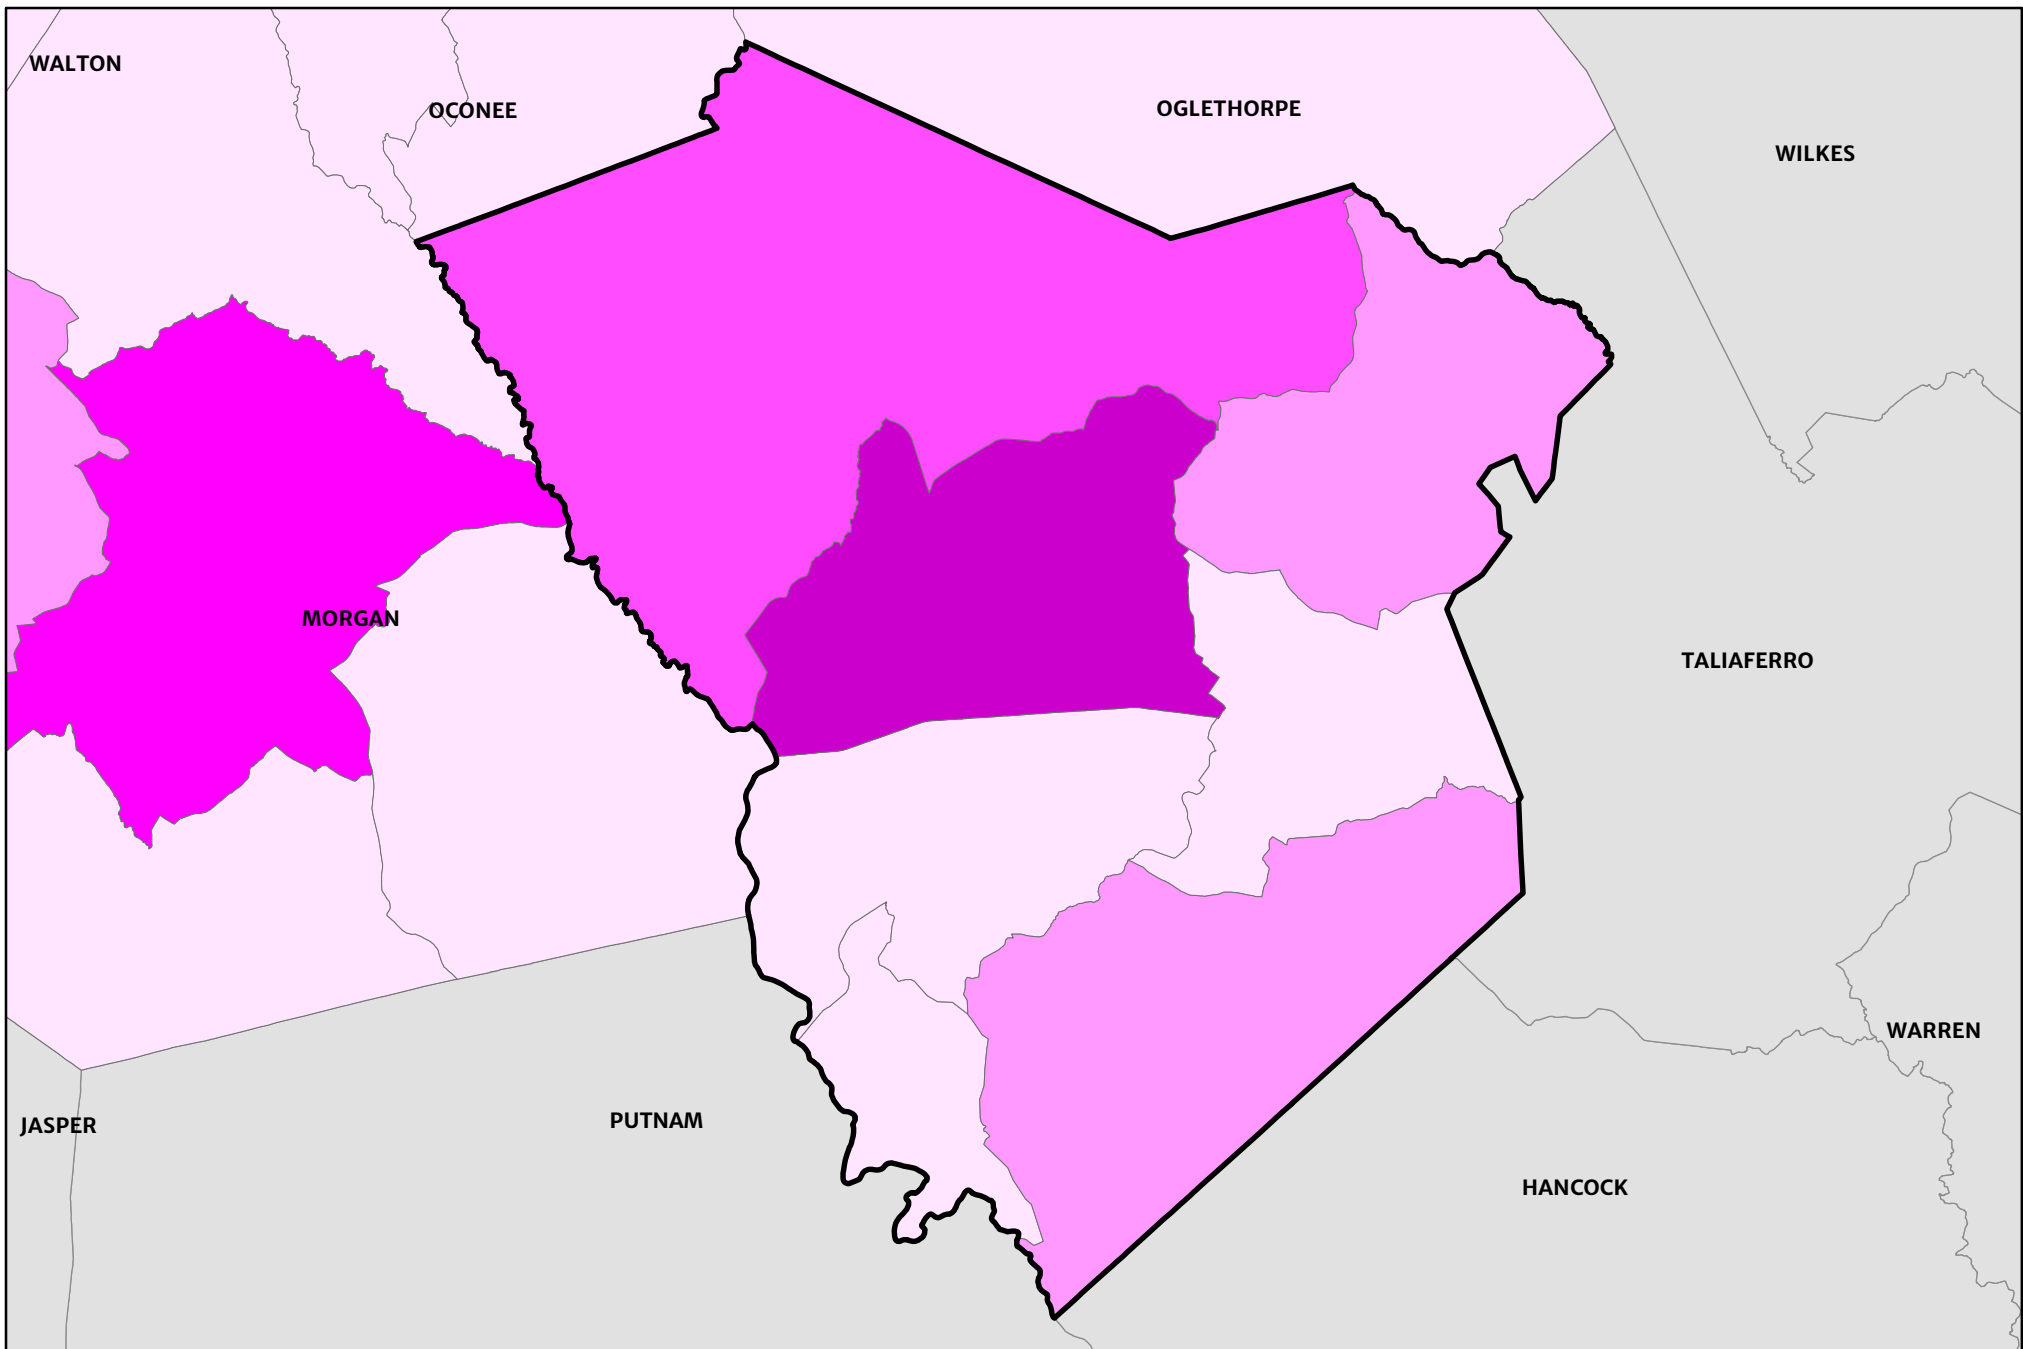 WALTON
OCONEE
OGLETHORPE
WILKES
MORGAN
TALIAFERRO
WARREN
JASPER
PUTNAM
HANCOCK